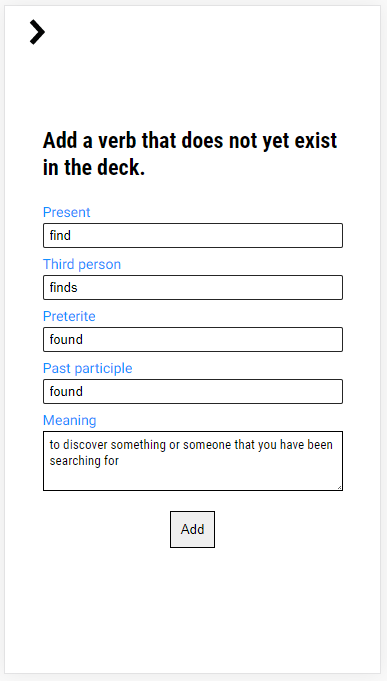 Add a verb that does not yet exist
in the deck.
Present
find
Third person
finds
Preterite
found
Past participle
found
Meaning
to discover something or someone that you have been
searching for
Add